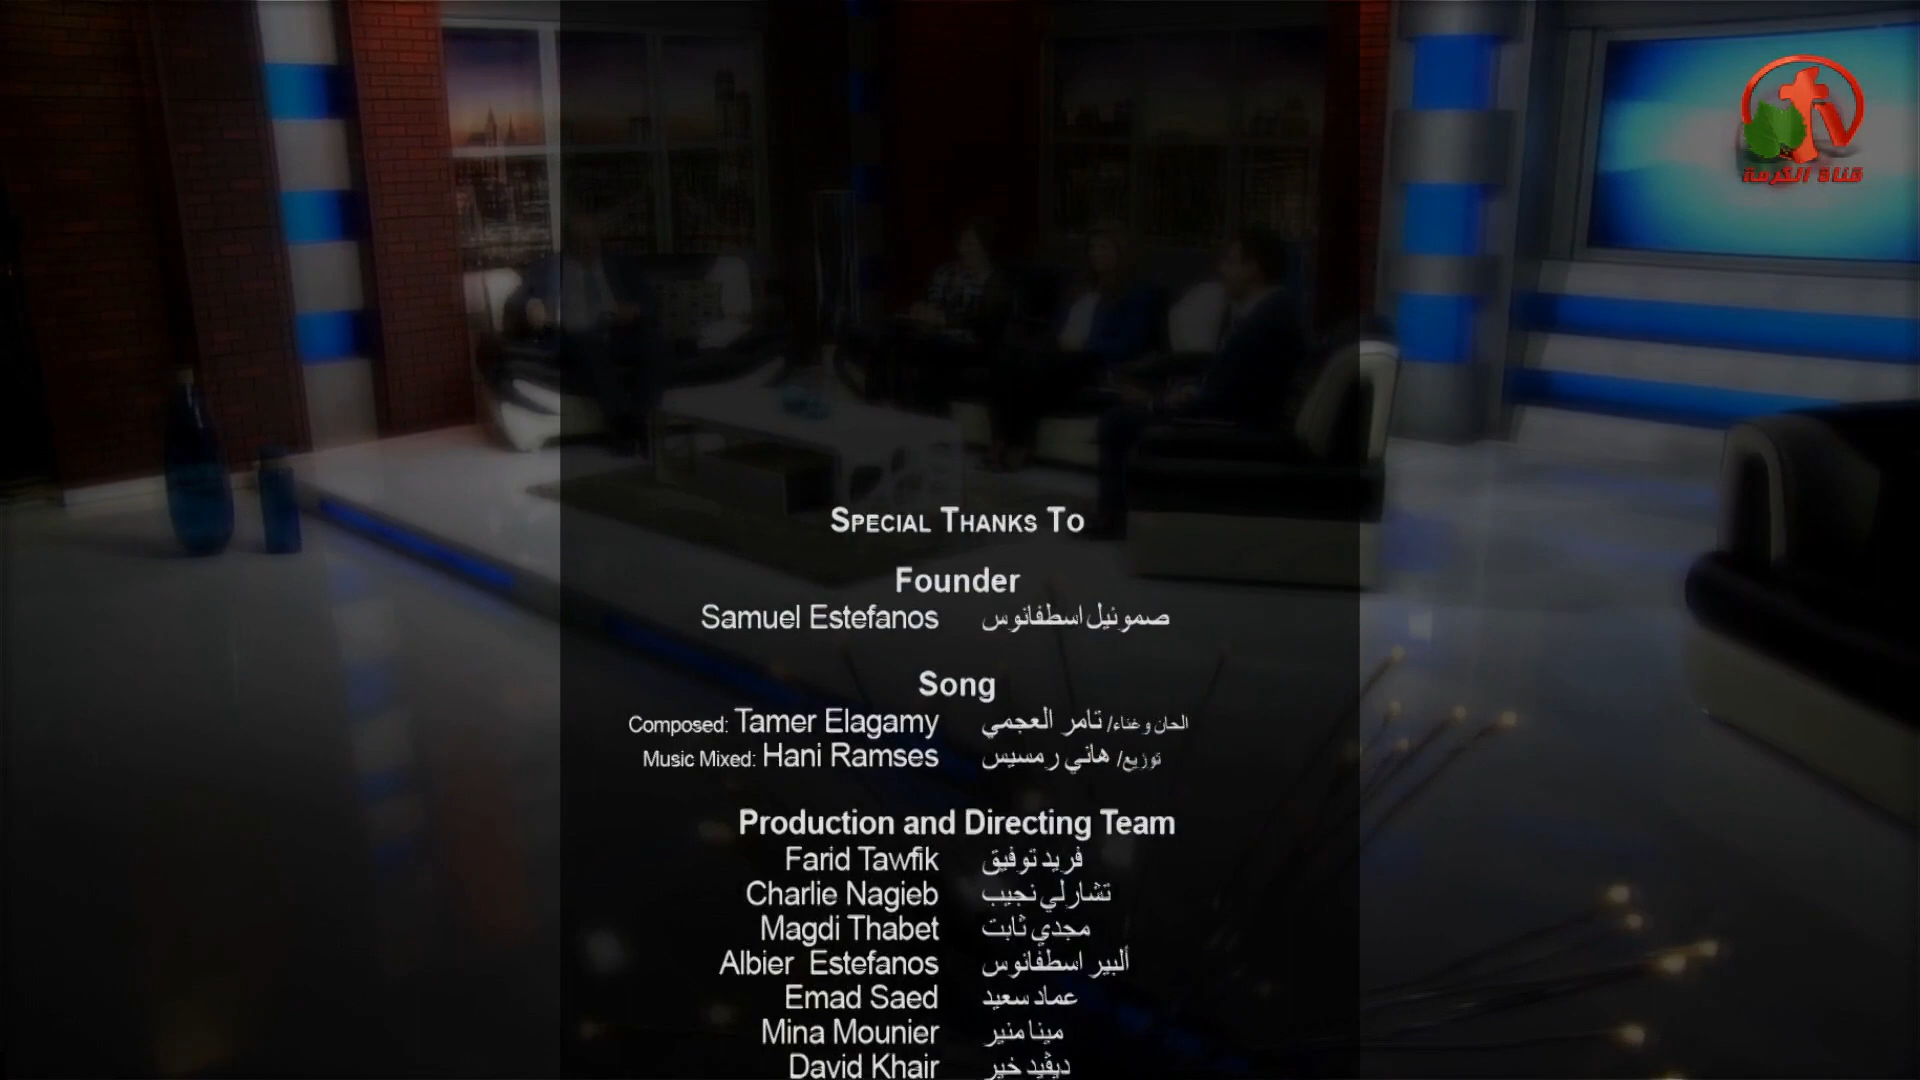 قناة الكرمة
Special Thanks To
Founder
Samuel Estefanos صموئيل اسطفانوس
Song
Composed: Tamer Elagamy الحان وغناء/ تامر العجمي
Music Mixed: Hani Ramses توزيع/ هاني رمسيس
Production and Directing Team
Farid Tawfik فريد توفيق
Charlie Nagieb تشارلي نجيب
Magdi Thabet مجدي ثابت
Albier Estefanos ألبير اسطفانوس
Emad Saed عماد سعيد
Mina Mounier مينا منير
David Khair ديڤيد خير